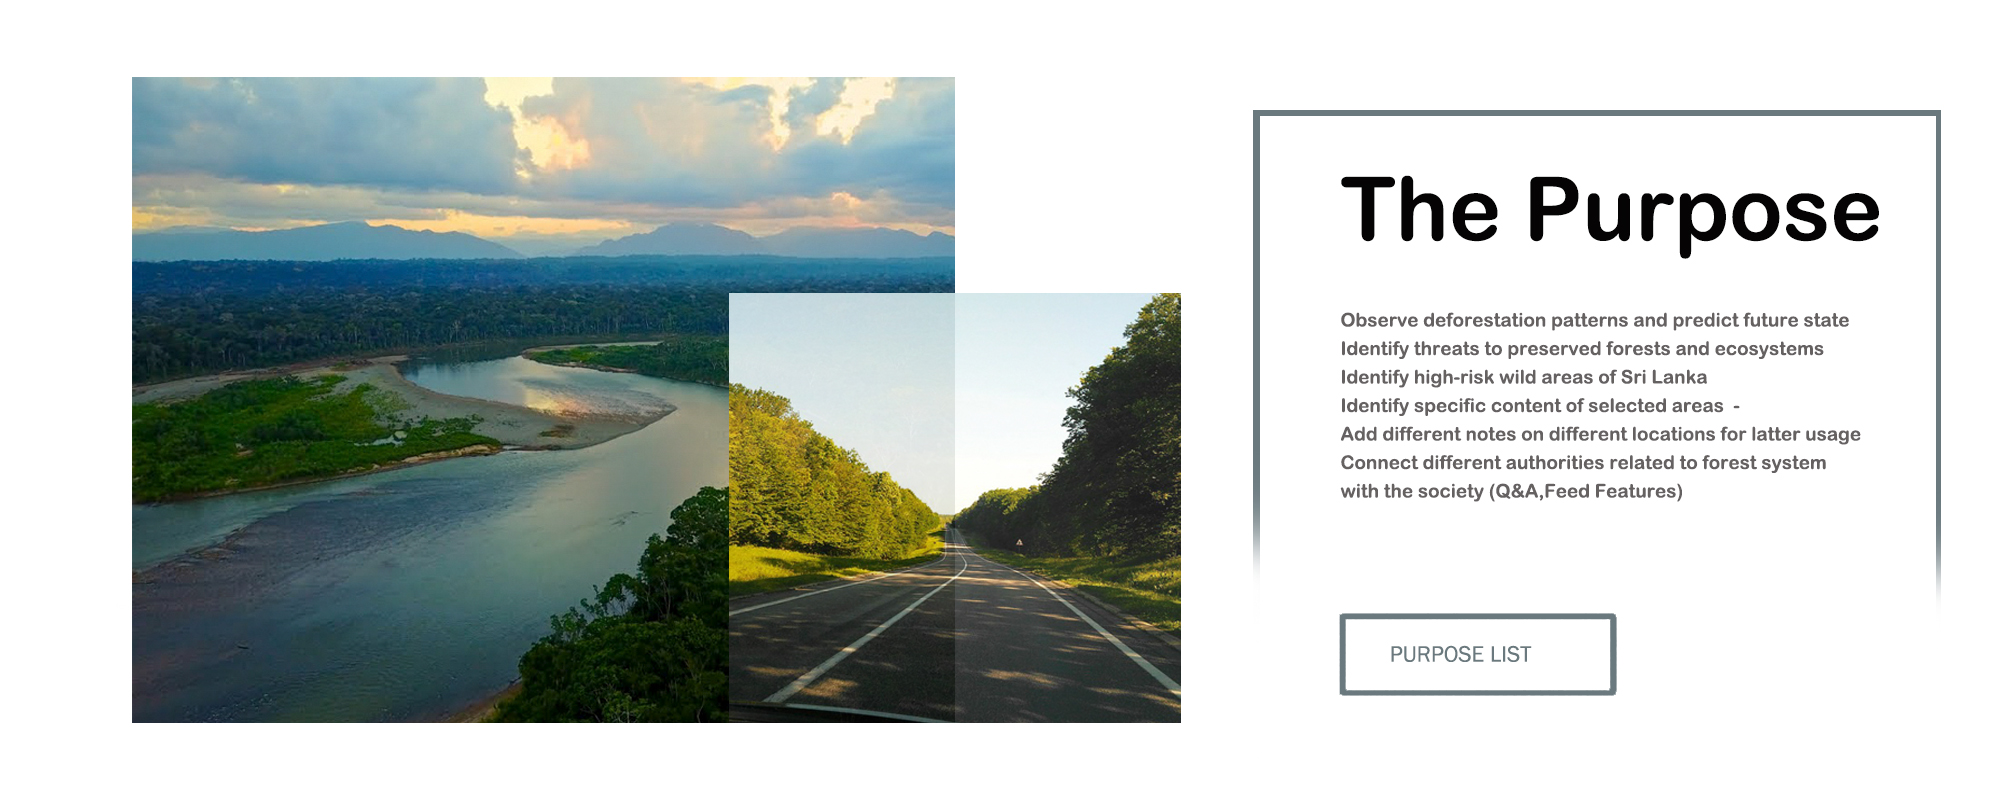 The Purpose
Observe deforestation patterns and predict future state
Identify threats to preserved forests and ecosystems
Identify high-risk wild areas of Sri Lanka
Identify specific content of selected areas  -
Add different notes on different locations for latter usage
Connect different authorities related to forest system
with the society (Q&A,Feed Features)
PURPOSE LIST